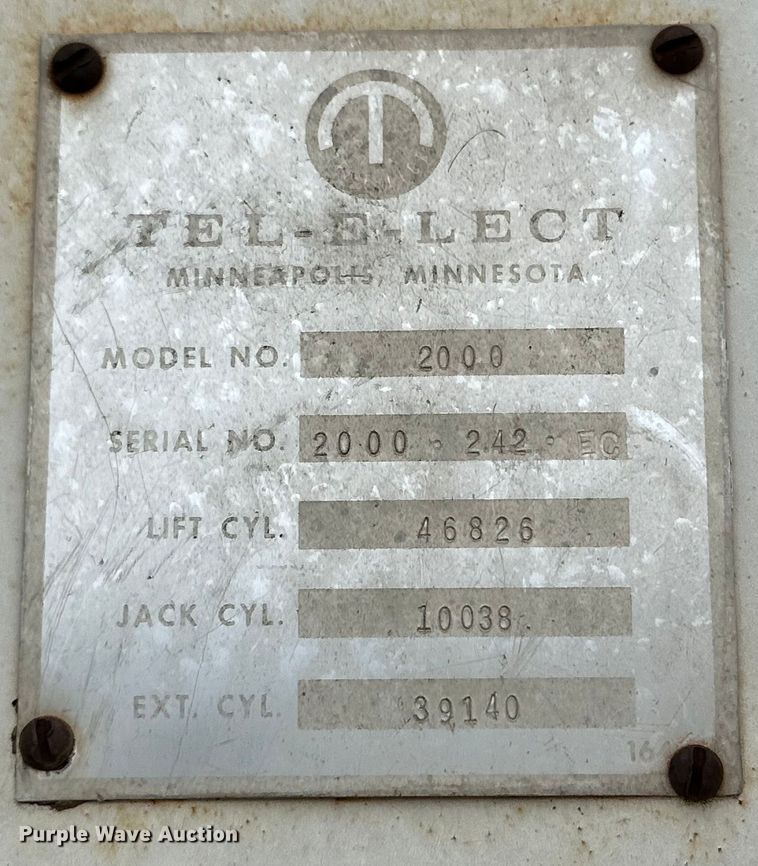 TEL-E-LECT
MINNEAPOLIS, MINNESOTA
MODEL NO. 2000
SERIAL NO. 2000 - 242 - EC
LIFT CYL. 46826
JACK CYL. 10038
EXT. CYL. 39140
Purple Wave Auction